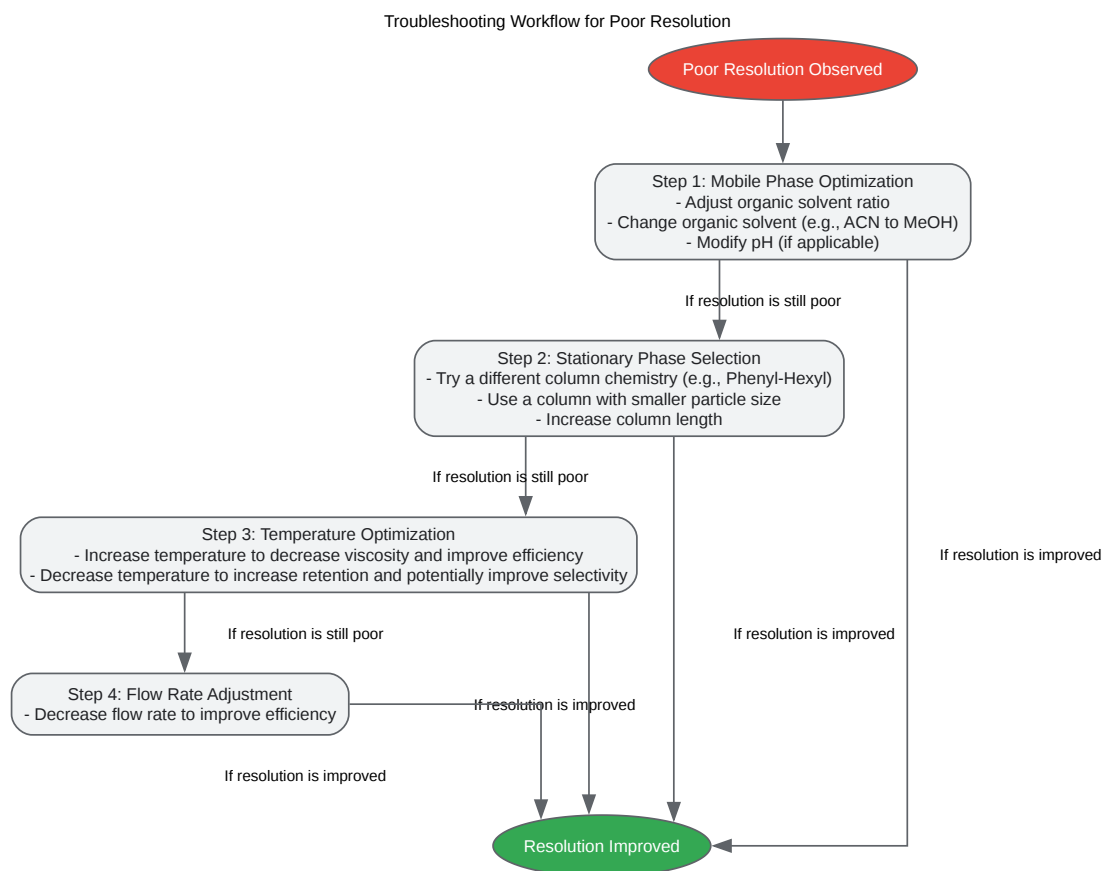 Troubleshooting Workflow for Poor Resolution
Poor Resolution Observed
Step 1: Mobile Phase Optimization
- Adjust organic solvent ratio
- Change organic solvent (e.g., ACN to MeOH)
- Modify pH (if applicable)
If resolution is still poor
Step 2: Stationary Phase Selection
- Try a different column chemistry (e.g., Phenyl-Hexyl)
- Use a column with smaller particle size
- Increase column length
If resolution is still poor
Step 3: Temperature Optimization
- Increase temperature to decrease viscosity and improve efficiency
- Decrease temperature to increase retention and potentially improve selectivity
If resolution is improved
If resolution is still poor
If resolution is improved
Step 4: Flow Rate Adjustment
- Decrease flow rate to improve efficiency
If resolution is improved
If resolution is improved
Resolution Improved